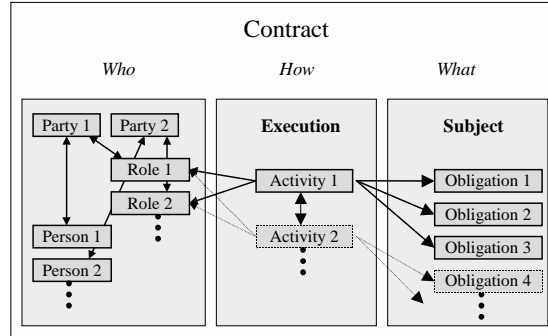 Contract
Who How What
Party 1 Party 2
Role 1
Role 2
Person 1
Person 2
Execution
Activity 1
Activity 2
Subject
Obligation 1
Obligation 2
Obligation 3
Obligation 4